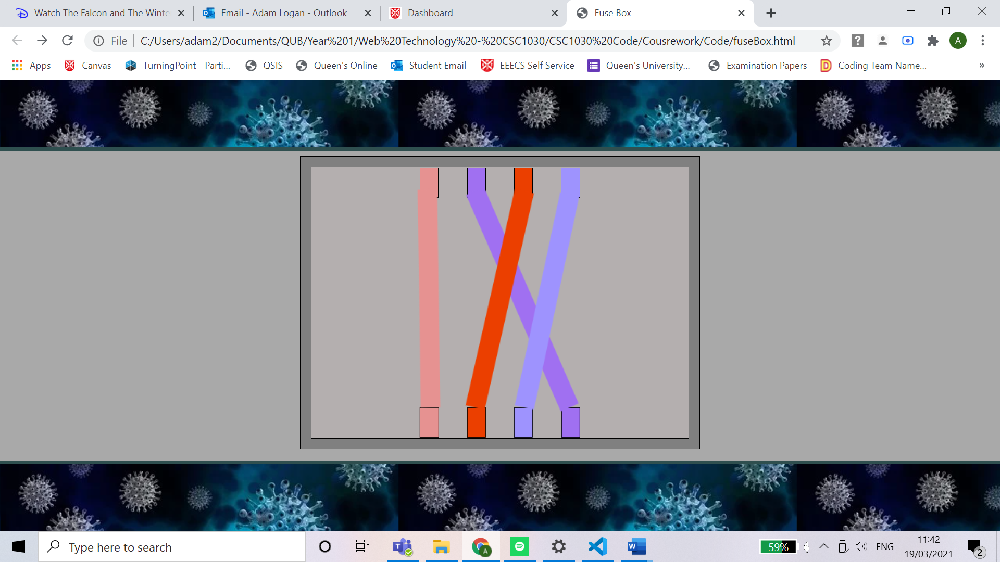 Watch The Falcon and The Winte
Email - Adam Logan - Outlook
Dashboard
Fuse Box
File
C:/Users/adam2/Documents/QUB/Year%201/Web%20Technology%20-%20CSC1030/CSC1030%20Code/Cousrework/Code/fuseBox.html
A
Apps
Canvas
TurningPoint - Parti...
QSIS
Queen's Online
Student Email
EEECS Self Service
Queen's University...
Examination Papers
Coding Team Name...
»
Type here to search
A
59%
ENG
11:42
19/03/2021
2